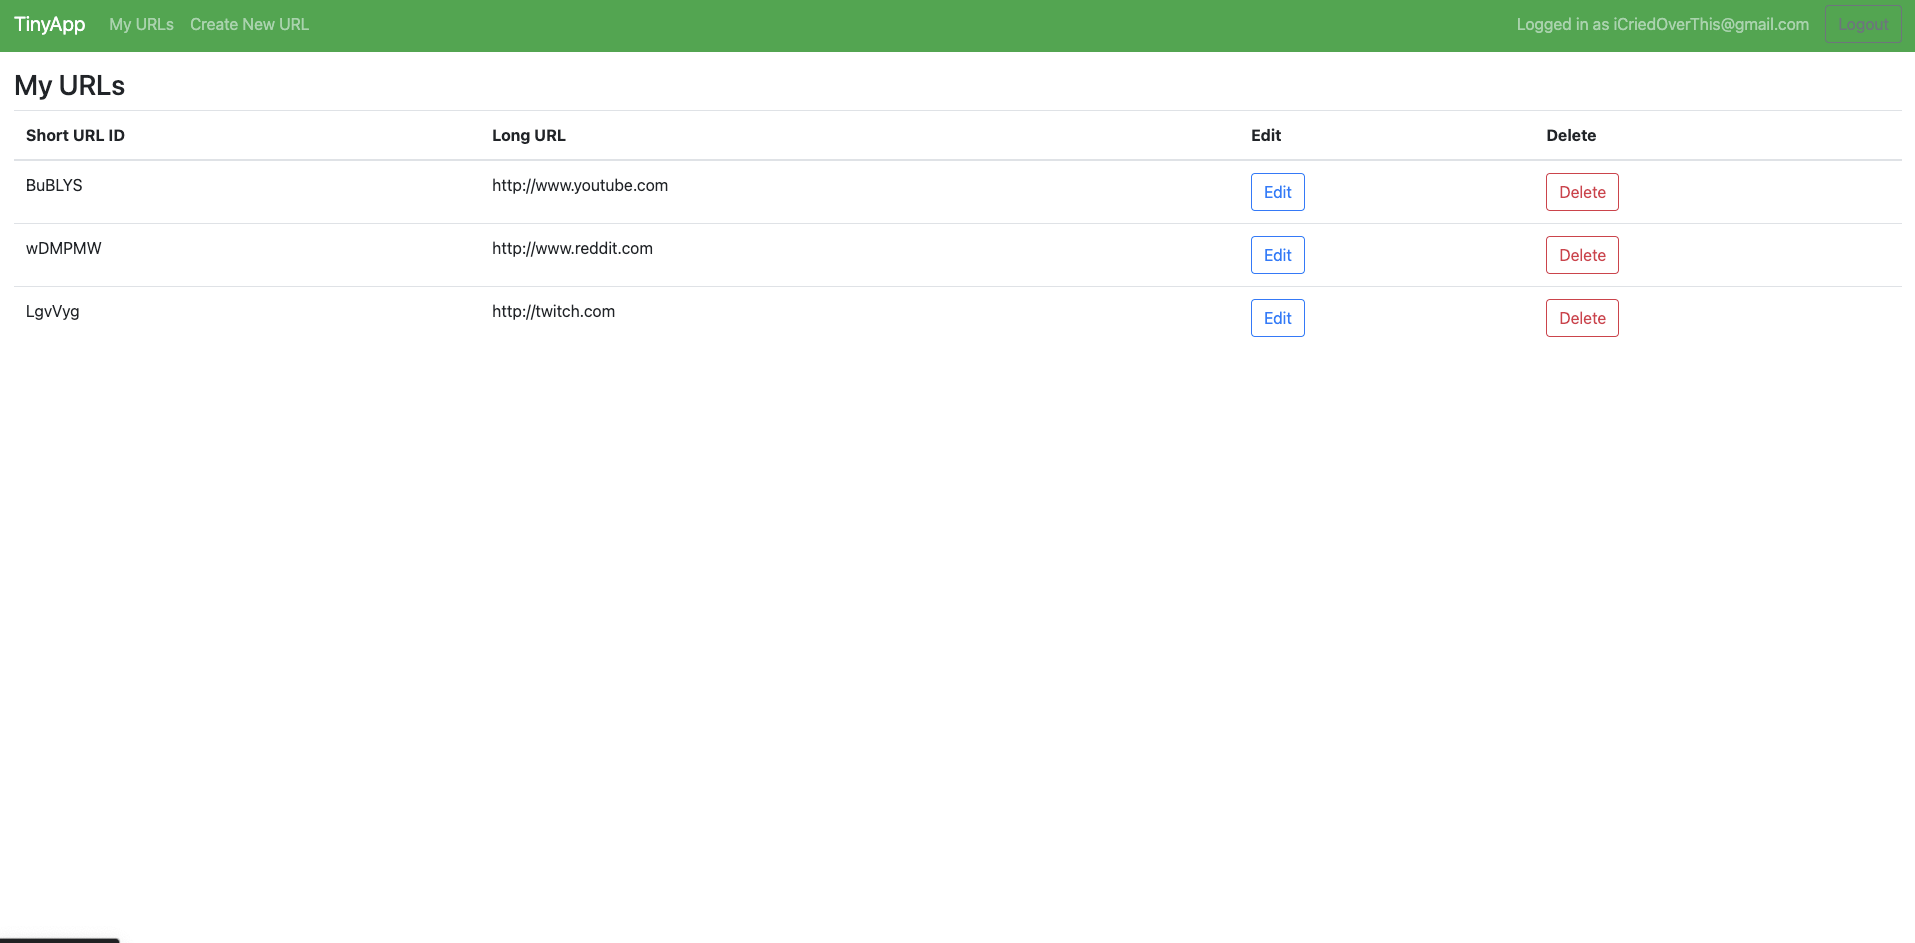 TinyApp My URLs Create New URL Logged in as iCriedOverThis@gmail.com Logout
My URLs
Short URL ID Long URL Edit Delete
BuBLYS http://www.youtube.com Edit Delete
wDMPMW http://www.reddit.com Edit Delete
LgvVyg http://twitch.com Edit Delete